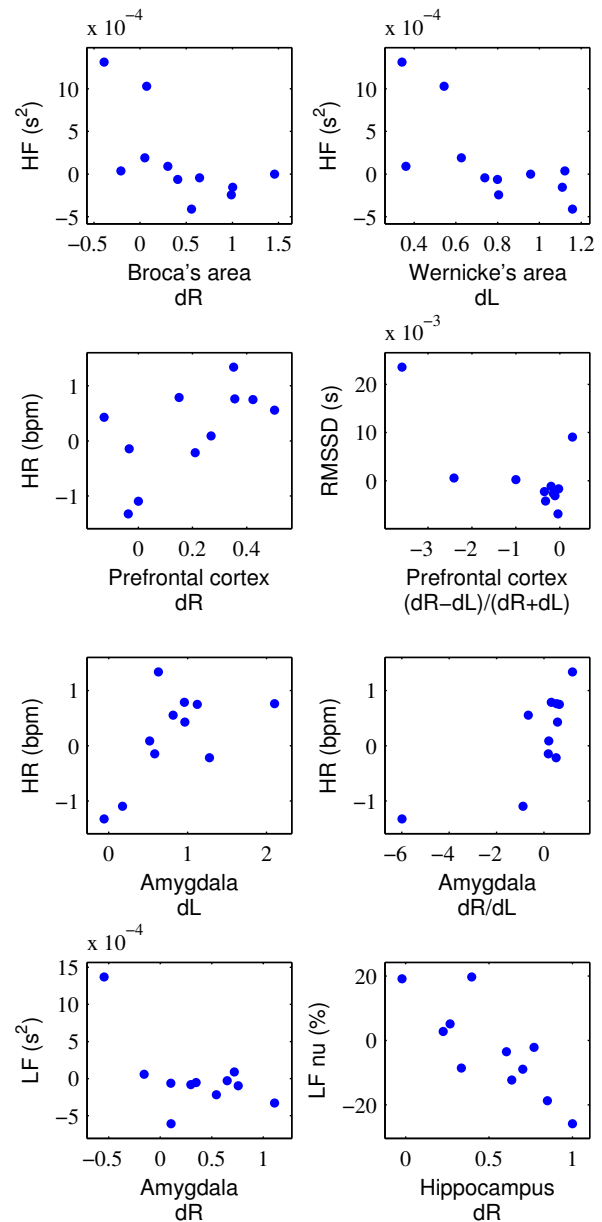 x 10⁻⁴
10
5
0
−5
HF (s²)
−0.5 0 0.5 1 1.5
Broca's area
dR
x 10⁻⁴
10
5
0
−5
HF (s²)
0.4 0.6 0.8 1 1.2
Wernicke's area
dL
1
0
−1
HR (bpm)
0 0.2 0.4
Prefrontal cortex
dR
x 10⁻³
20
10
0
RMSSD (s)
−3 −2 −1 0
Prefrontal cortex
(dR−dL)/(dR+dL)
1
0
−1
HR (bpm)
0 1 2
Amygdala
dL
1
0
−1
HR (bpm)
−6 −4 −2 0
Amygdala
dR/dL
x 10⁻⁴
15
10
5
0
−5
LF (s²)
−0.5 0 0.5 1
Amygdala
dR
20
0
−20
LF nu (%)
0 0.5 1
Hippocampus
dR